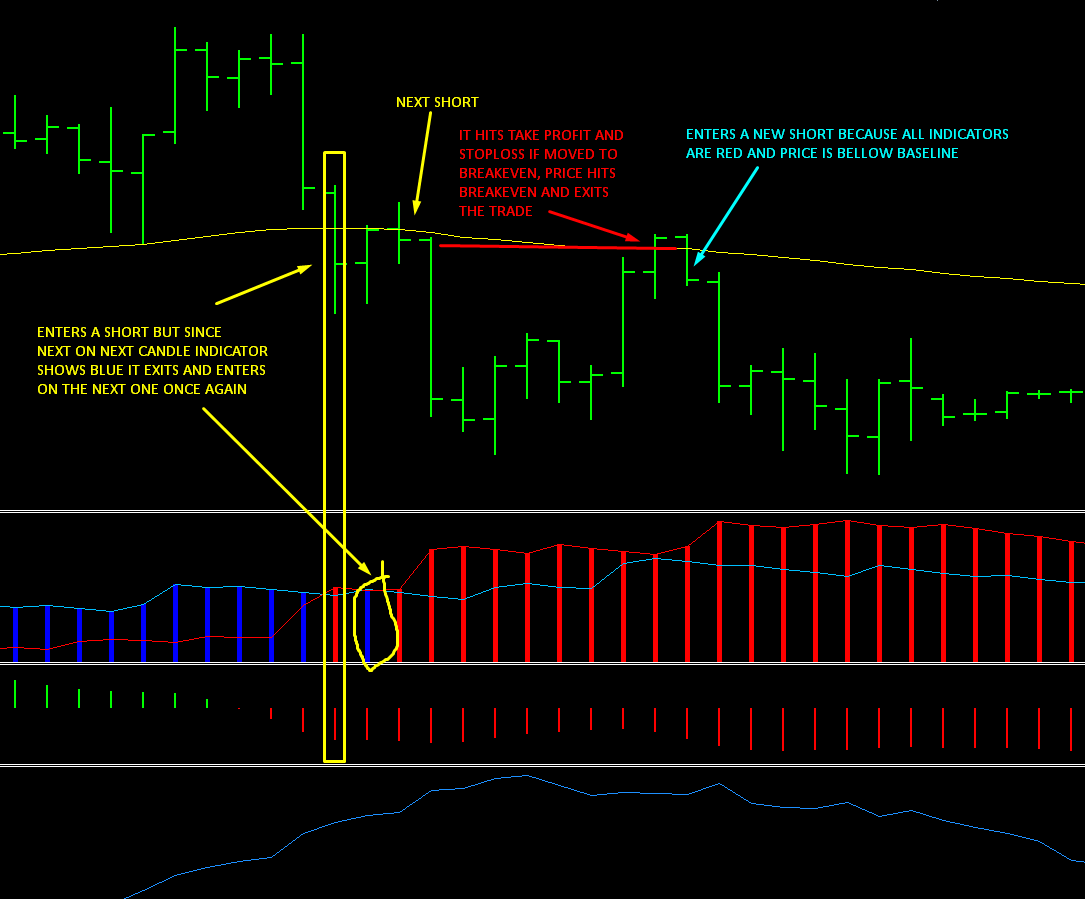 NEXT SHORT
IT HITS TAKE PROFIT AND
STOPLOSS IF MOVED TO
BREAKEVEN, PRICE HITS
BREAKEVEN AND EXITS
THE TRADE
ENTERS A NEW SHORT BECAUSE ALL INDICATORS
ARE RED AND PRICE IS BELLOW BASELINE
ENTERS A SHORT BUT SINCE
NEXT ON NEXT CANDLE INDICATOR
SHOWS BLUE IT EXITS AND ENTERS
ON THE NEXT ONE ONCE AGAIN